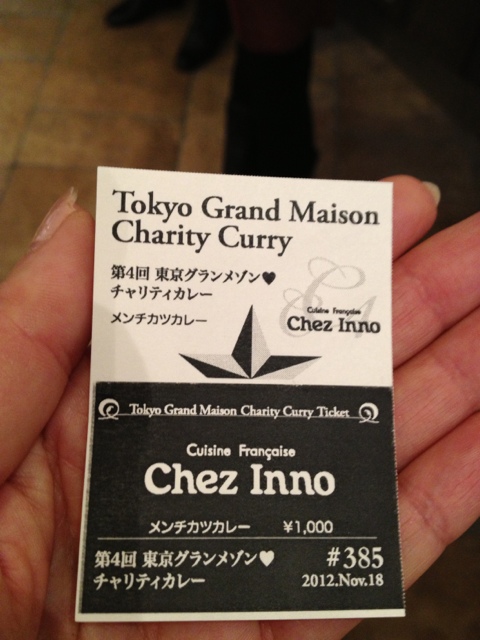 Tokyo Grand Maison
Charity Curry
第4回 東京グランメゾン♥
チャリティカレー
メンチカツカレー
Cuisine Française
Chez Inno
Tokyo Grand Maison Charity Curry Ticket
Cuisine Française
Chez Inno
メンチカツカレー ¥1,000
第4回 東京グランメゾン♥
チャリティカレー
#385
2012.Nov.18